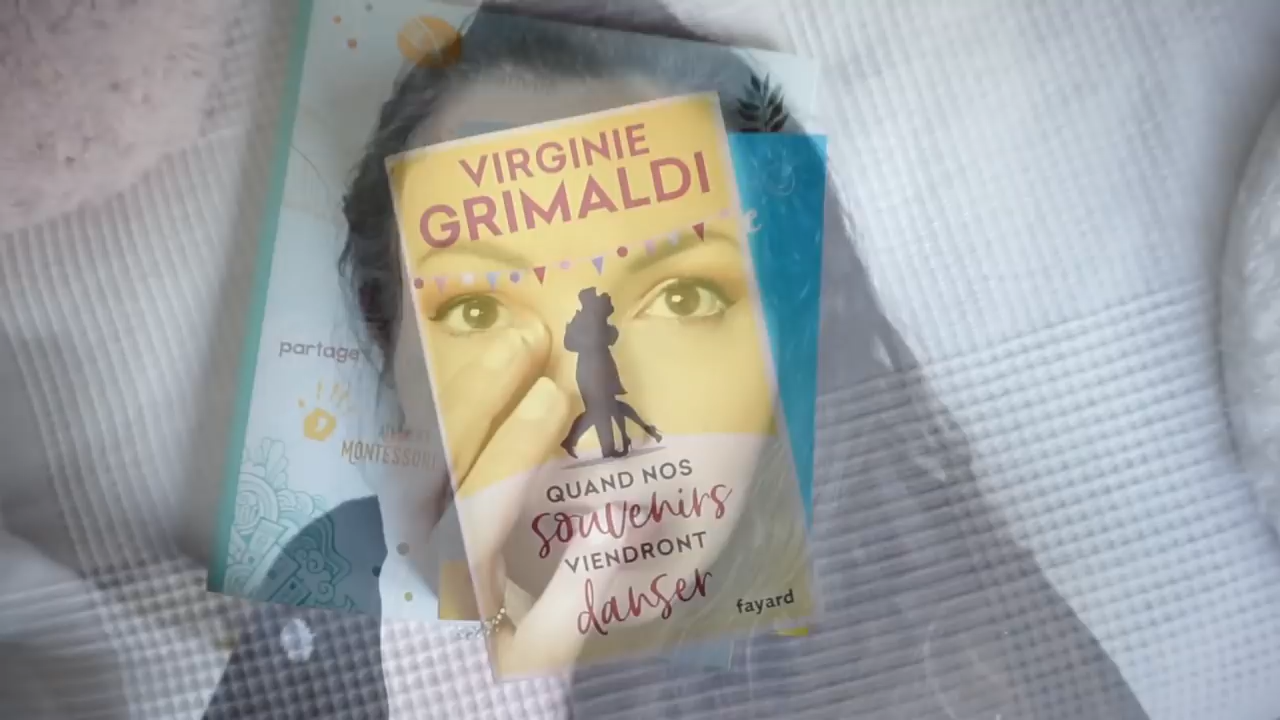 VIRGINIE
GRIMALDI
partage
MONTESSORI
QUAND NOS
souvenirs
VIENDRONT
danser
fayard